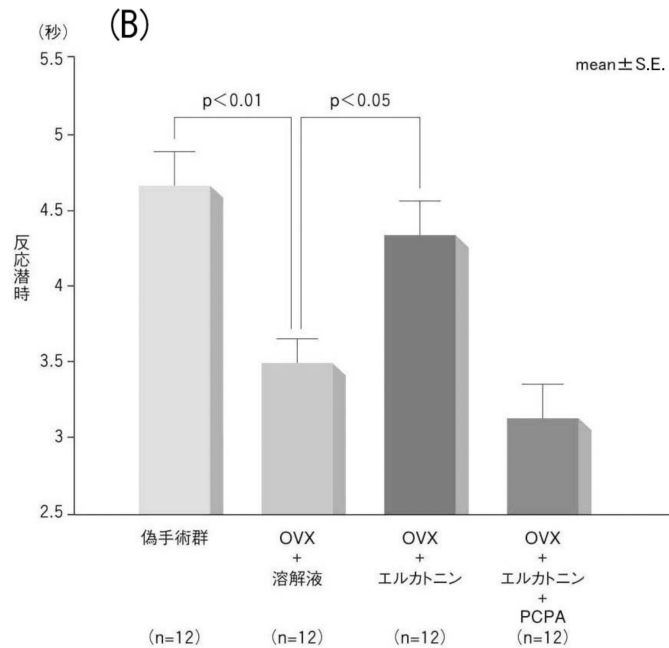 (B)
（秒）
mean±S.E.
5.5
5
4.5
4
3.5
3
2.5
反応潜時
p＜0.01
p＜0.05
偽手術群
（n=12）
OVX
+
溶解液
（n=12）
OVX
+
エルカトニン
（n=12）
OVX
+
エルカトニン
+
PCPA
（n=12）